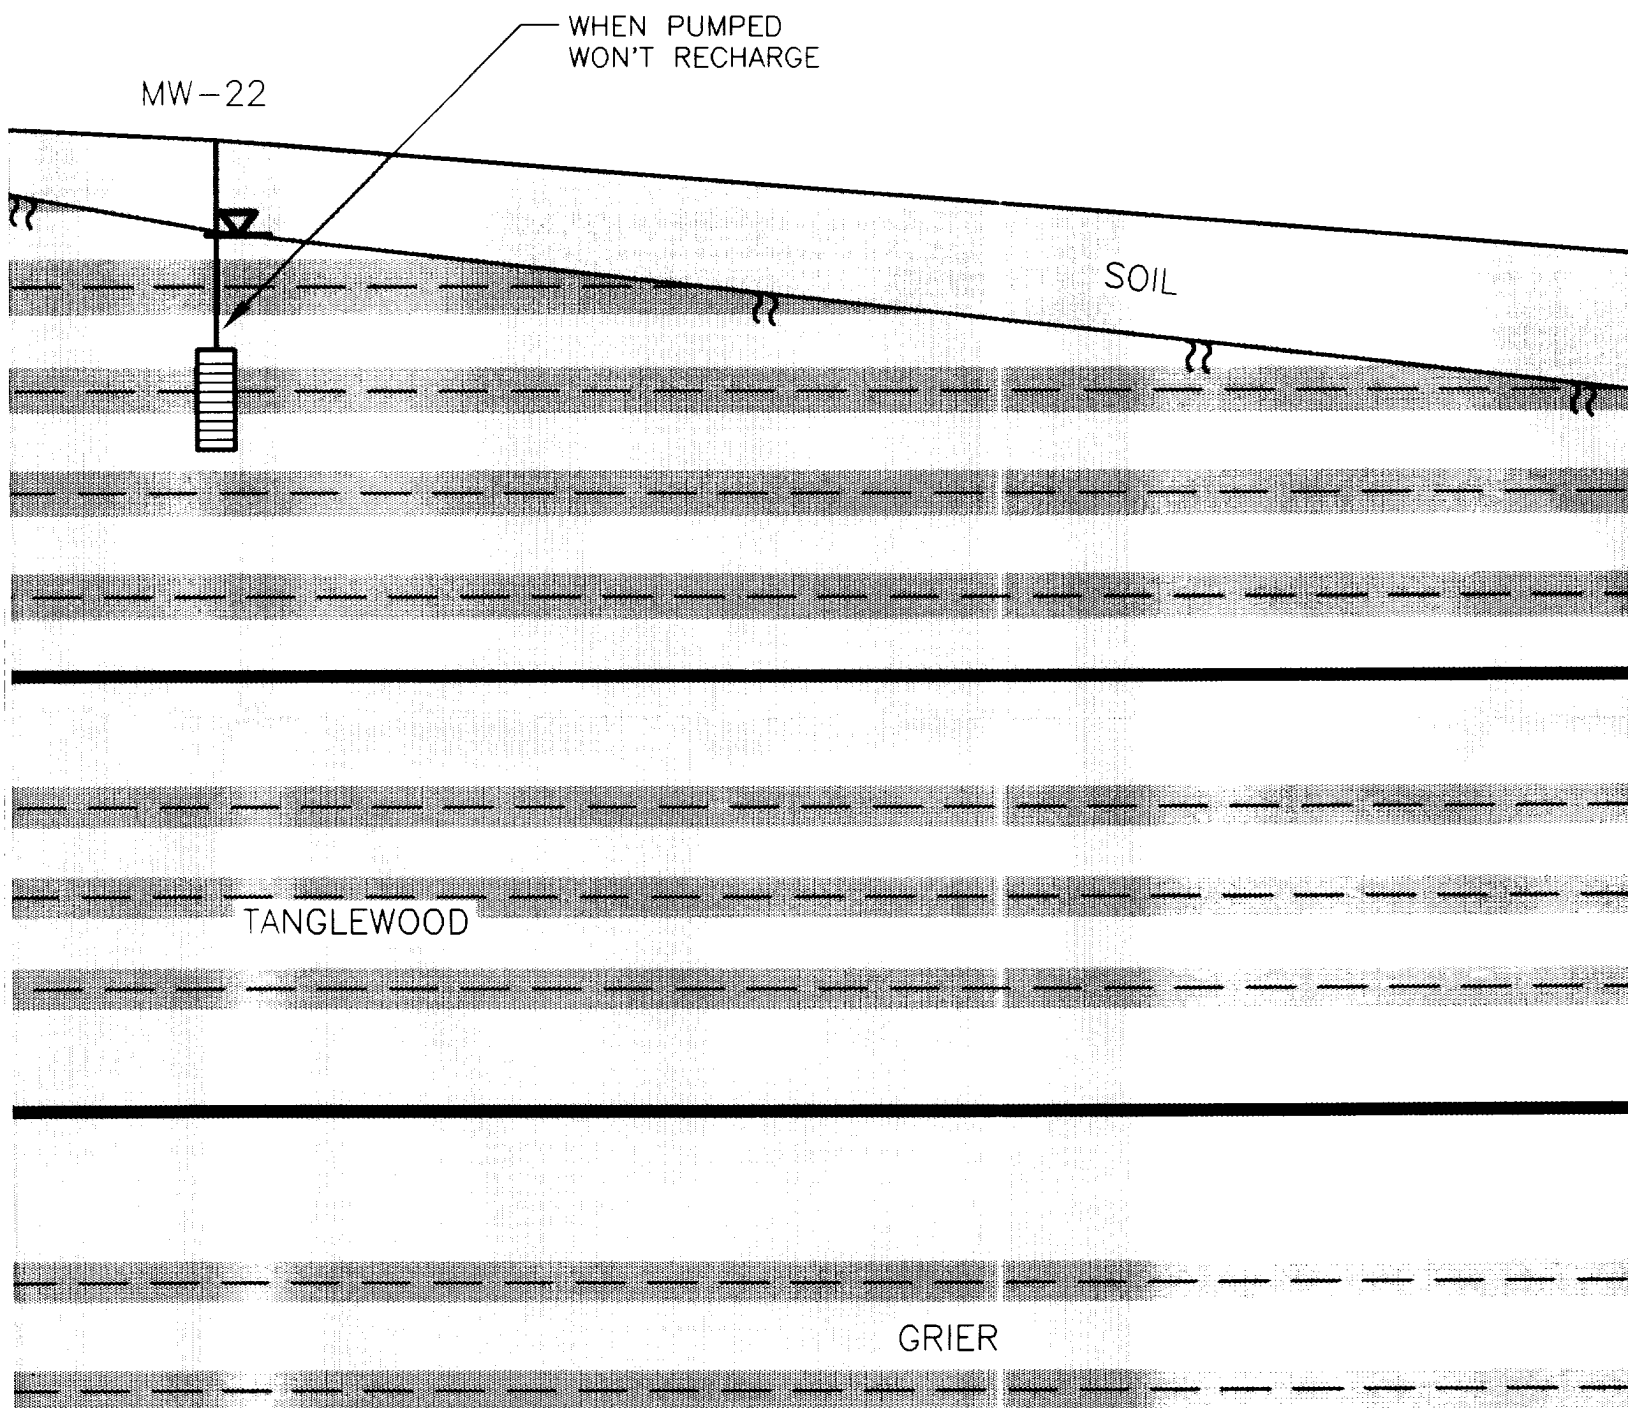 WHEN PUMPED
WON'T RECHARGE
MW-22
SOIL
TANGLEWOOD
GRIER